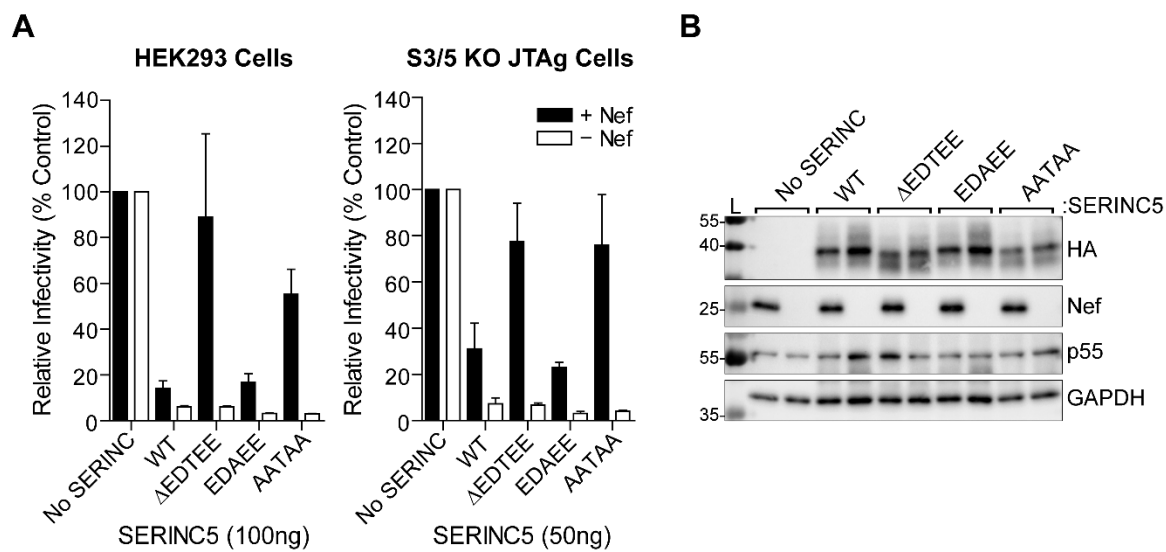 A
HEK293 Cells
Relative Infectivity (% Control)
140
120
100
80
60
40
20
0
No SERINC
WT
ΔEDTEE
EDAEE
AATAA
SERINC5 (100ng)
S3/5 KO JTAg Cells
+ Nef
− Nef
Relative Infectivity (% Control)
140
120
100
80
60
40
20
0
No SERINC
WT
ΔEDTEE
EDAEE
AATAA
SERINC5 (50ng)
B
No SERINC
WT
ΔEDTEE
EDAEE
AATAA
L
:SERINC5
55-
40-
HA
25-
Nef
55-
p55
GAPDH
35-